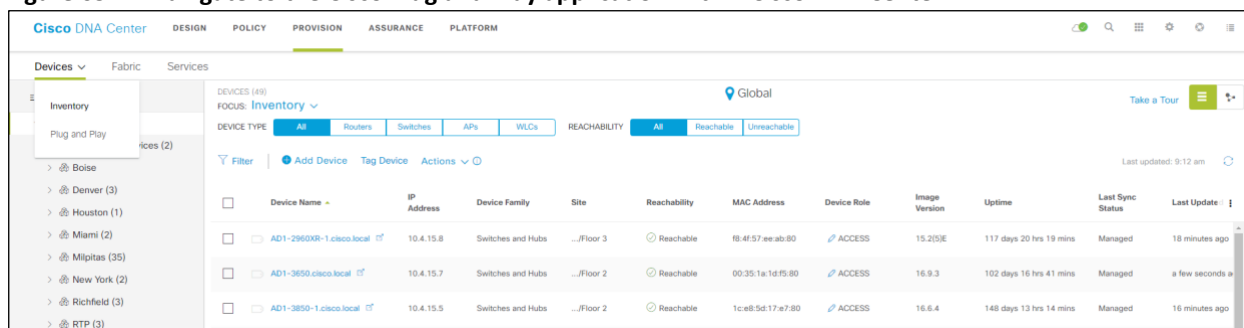 Cisco DNA Center DESIGN POLICY PROVISION ASSURANCE PLATFORM
Devices Fabric Services
Inventory
Plug and Play
ices (2)
Boise
Denver (3)
Houston (1)
Miami (2)
Milpitas (35)
New York (2)
Richfield (3)
RTP (3)
DEVICES (49)
FOCUS: Inventory
Global
Take a Tour
DEVICE TYPE All Routers Switches APs WLCs REACHABILITY All Reachable Unreachable
Filter Add Device Tag Device Actions Last updated: 9:12 am
Device Name IP Address Device Family Site Reachability MAC Address Device Role Image Version Uptime Last Sync Status Last Update
AD1-2960XR-1.cisco.local 10.4.15.8 Switches and Hubs .../Floor 3 Reachable f8:4f:57:ee:ab:80 ACCESS 15.2(5)E 117 days 20 hrs 19 mins Managed 18 minutes ago
AD1-3650.cisco.local 10.4.15.7 Switches and Hubs .../Floor 2 Reachable 00:35:1a:1d:f5:80 ACCESS 16.9.3 102 days 16 hrs 41 mins Managed a few seconds a
AD1-3850-1.cisco.local 10.4.15.5 Switches and Hubs .../Floor 2 Reachable 1c:e8:5d:17:e7:80 ACCESS 16.6.4 148 days 13 hrs 14 mins Managed 16 minutes ago